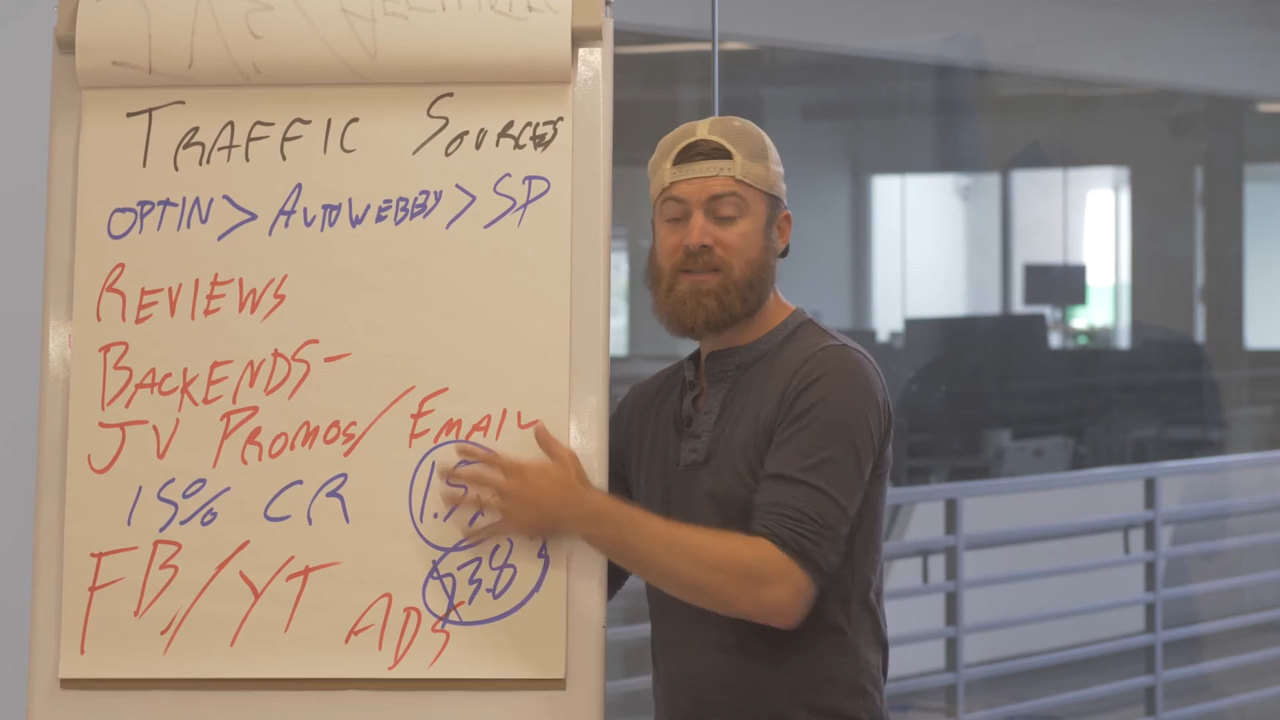 TRAFFIC SOURCES
OPTIN > AUTOWEBBY > SP
REVIEWS
BACKENDS-
JV PROMOS/EMAIL
15% CR
FB/YT ADS